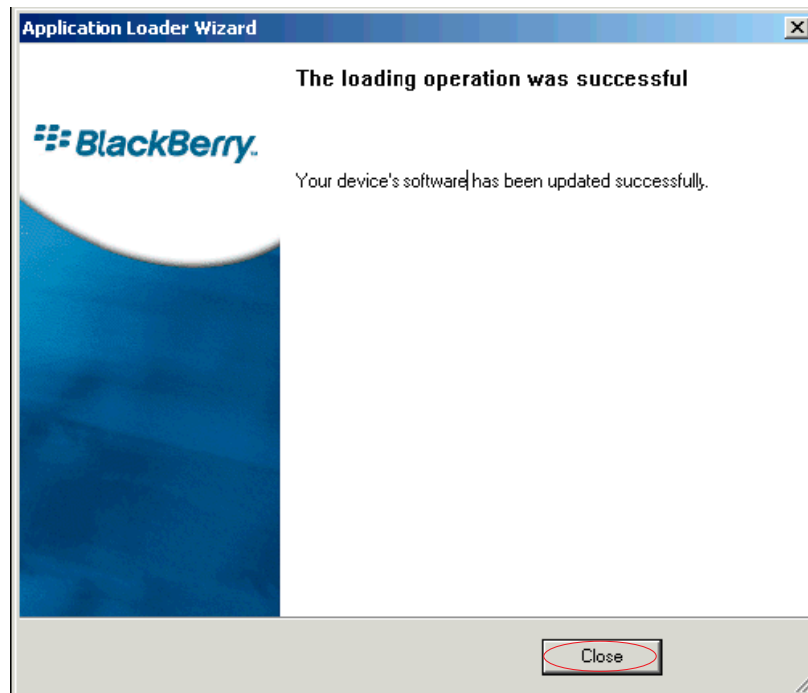 Application Loader Wizard
The loading operation was successful
BlackBerry.
Your device's software has been updated successfully.
Close